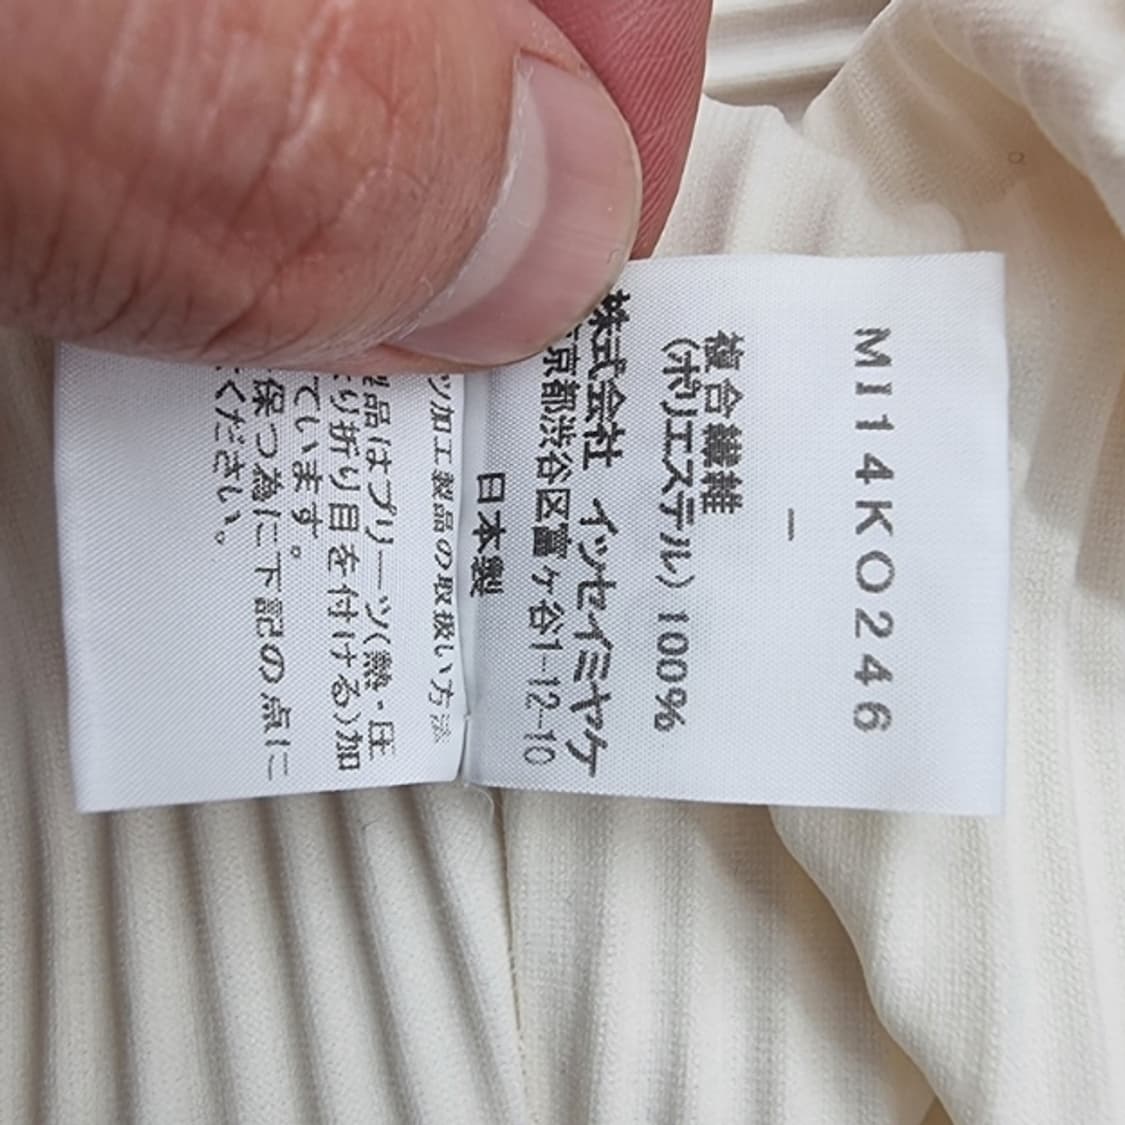 MI14KO246
—
複合繊維
(ポリエステル) 100%
株式会社 イッセイミヤケ
京都渋谷区富ヶ谷1-12-10
日本製
ツ加工製品の取扱い方法
品はプリーツ(熱・圧
り折り目を付ける)加
ています。
保つ為に下記の点に
ください。